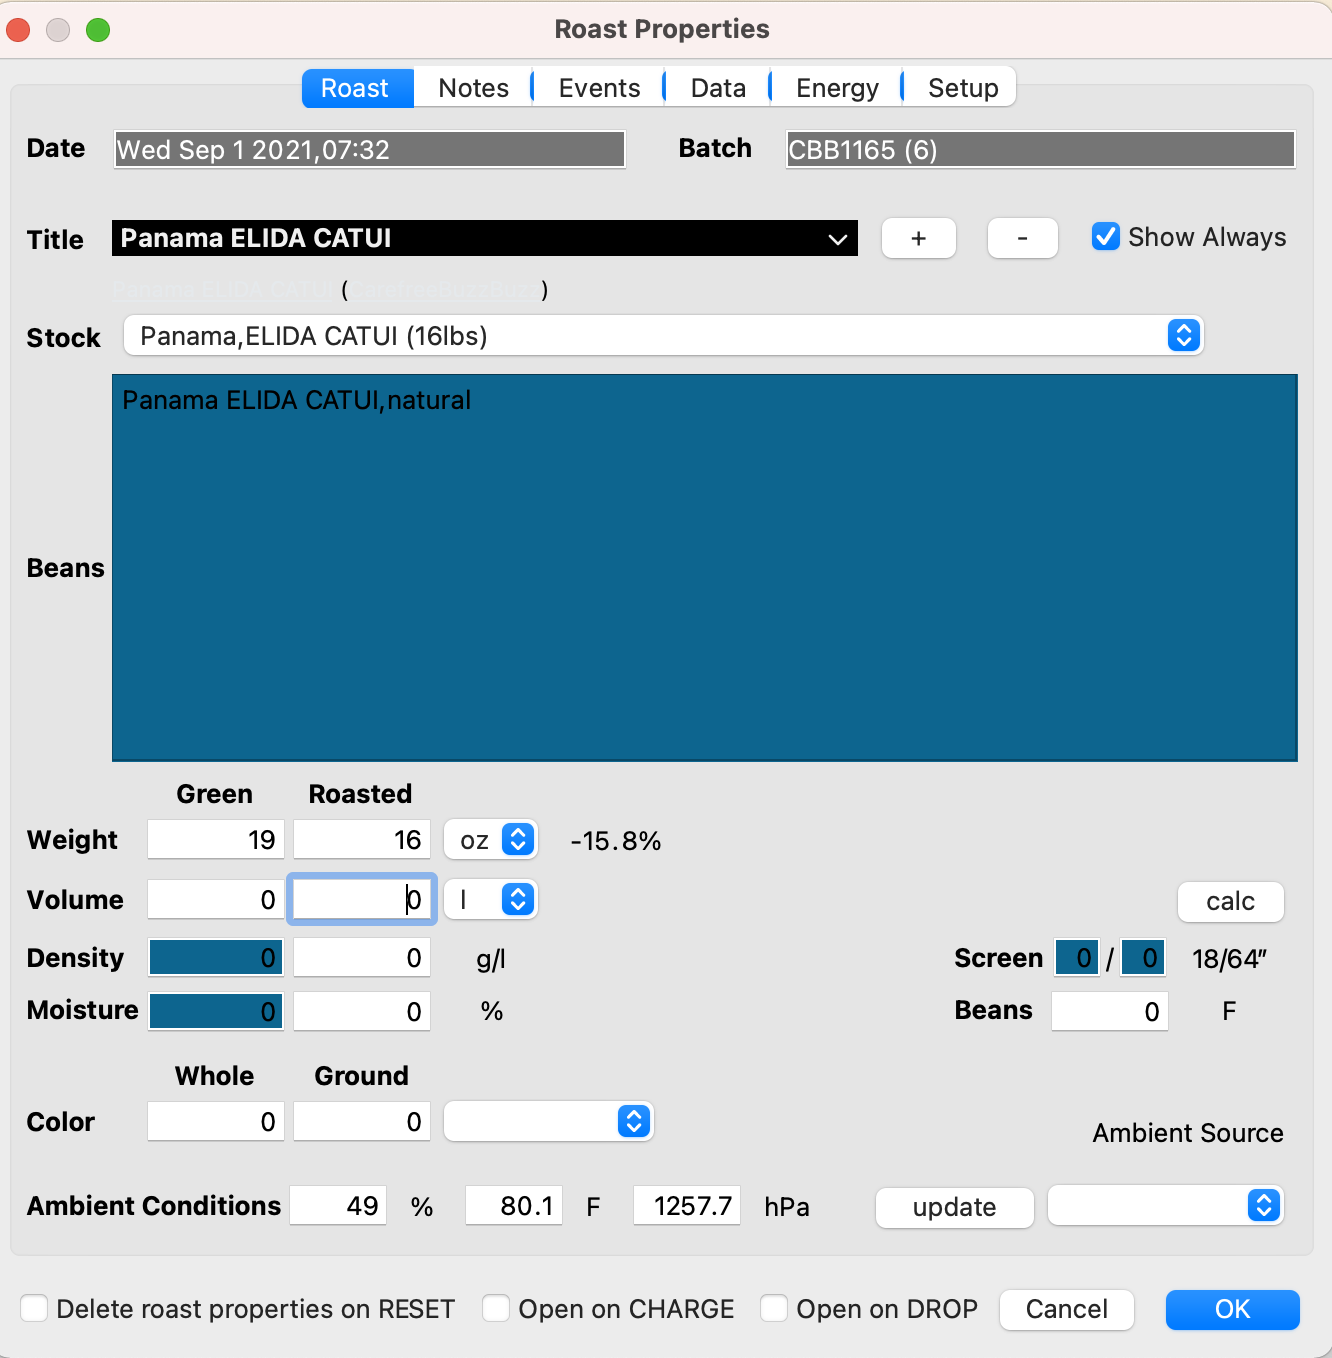 Roast Properties
Roast Notes Events Data Energy Setup
Date Wed Sep 1 2021,07:32 Batch CBB1165 (6)
Title Panama ELIDA CATUI + - Show Always
Panama ELIDA CATUI ( )
Stock Panama,ELIDA CATUI (16lbs)
Panama ELIDA CATUI,natural
Beans
Green Roasted
Weight 19 16 oz -15.8%
Volume 0 0 l calc
Density 0 0 g/l Screen 0 / 0 18/64″
Moisture 0 0 % Beans 0 F
Whole Ground
Color 0 0
Ambient Source
Ambient Conditions 49 % 80.1 F 1257.7 hPa update
Delete roast properties on RESET Open on CHARGE Open on DROP Cancel OK